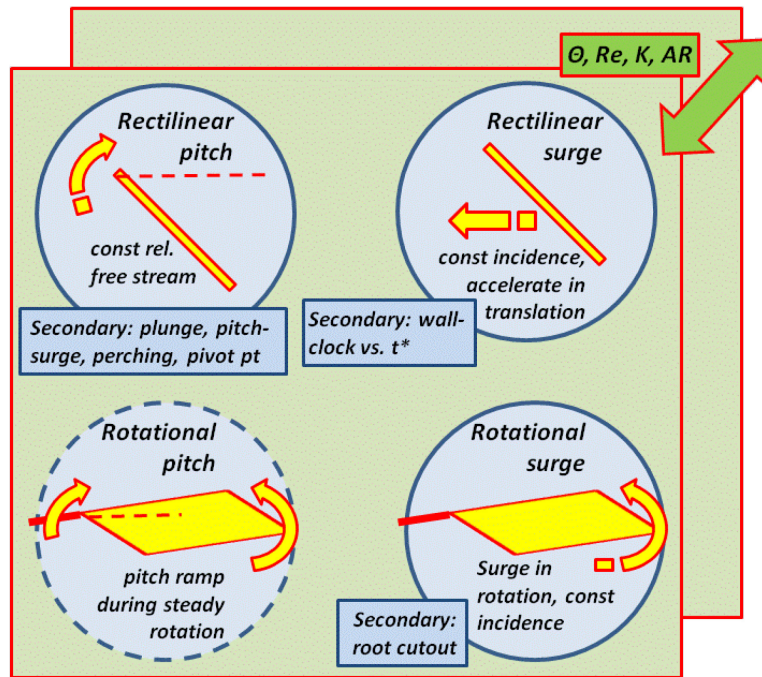 Θ, Re, K, AR
Rectilinear
pitch
const rel.
free stream
Secondary: plunge, pitch-
surge, perching, pivot pt
Rectilinear
surge
const incidence,
accelerate in
translation
Secondary: wall-
clock vs. t*
Rotational
pitch
pitch ramp
during steady
rotation
Rotational
surge
Surge in
rotation, const
incidence
Secondary:
root cutout